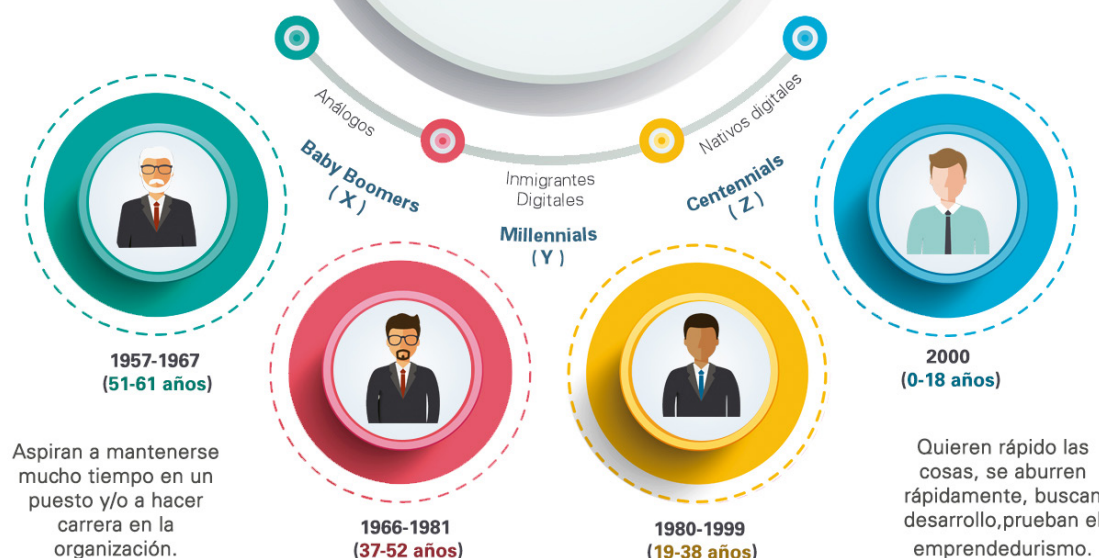 Análogos
Baby Boomers
( X )
Inmigrantes
Digitales
Millennials
( Y )
Nativos digitales
Centennials
( Z )
1957-1967
(51-61 años)
Aspiran a mantenerse
mucho tiempo en un
puesto y/o a hacer
carrera en la
organización.
1966-1981
(37-52 años)
1980-1999
(19-38 años)
2000
(0-18 años)
Quieren rápido las
cosas, se aburren
rápidamente, buscan
desarrollo,prueban el
emprendedurismo.